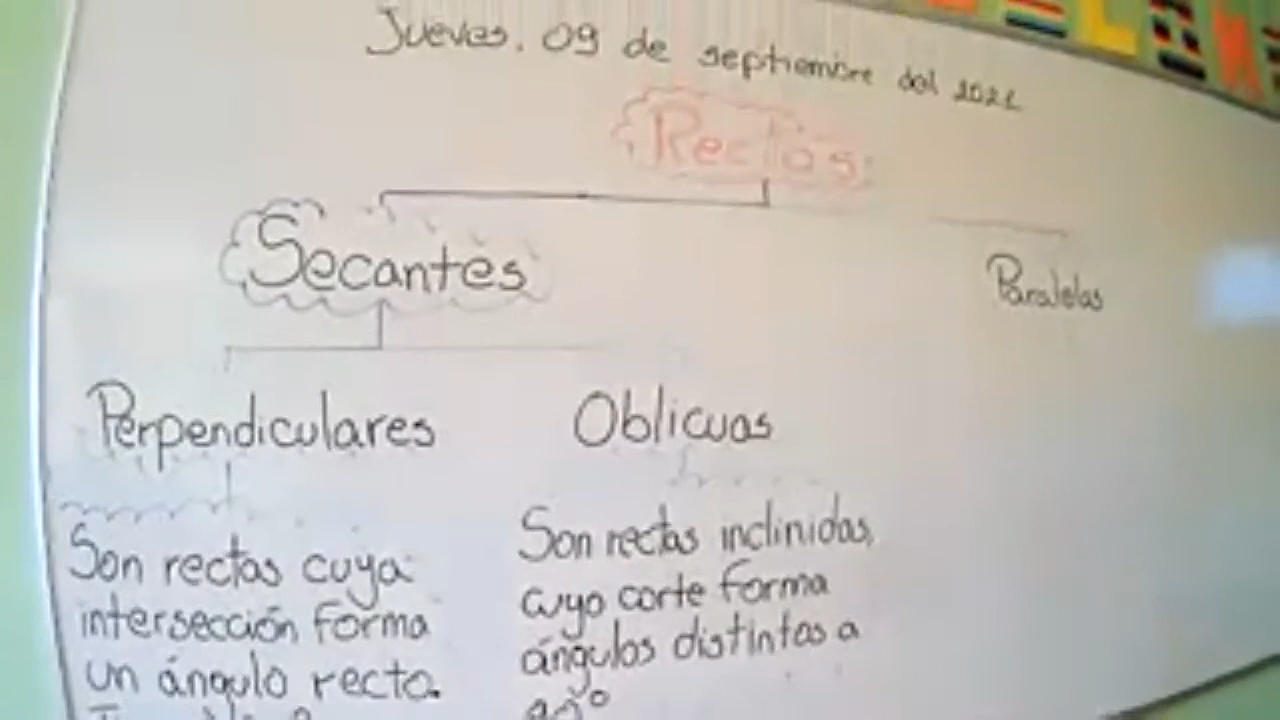 Jueves, 09 de septiembre del 2021
Rectas:
Secantes
Paralelas
Perpendiculares
Oblicuas
Son rectas cuya
intersección forma
un ángulo recto.
Son rectas inclinidas,
cuyo corte forma
ángulos distintos a
90°